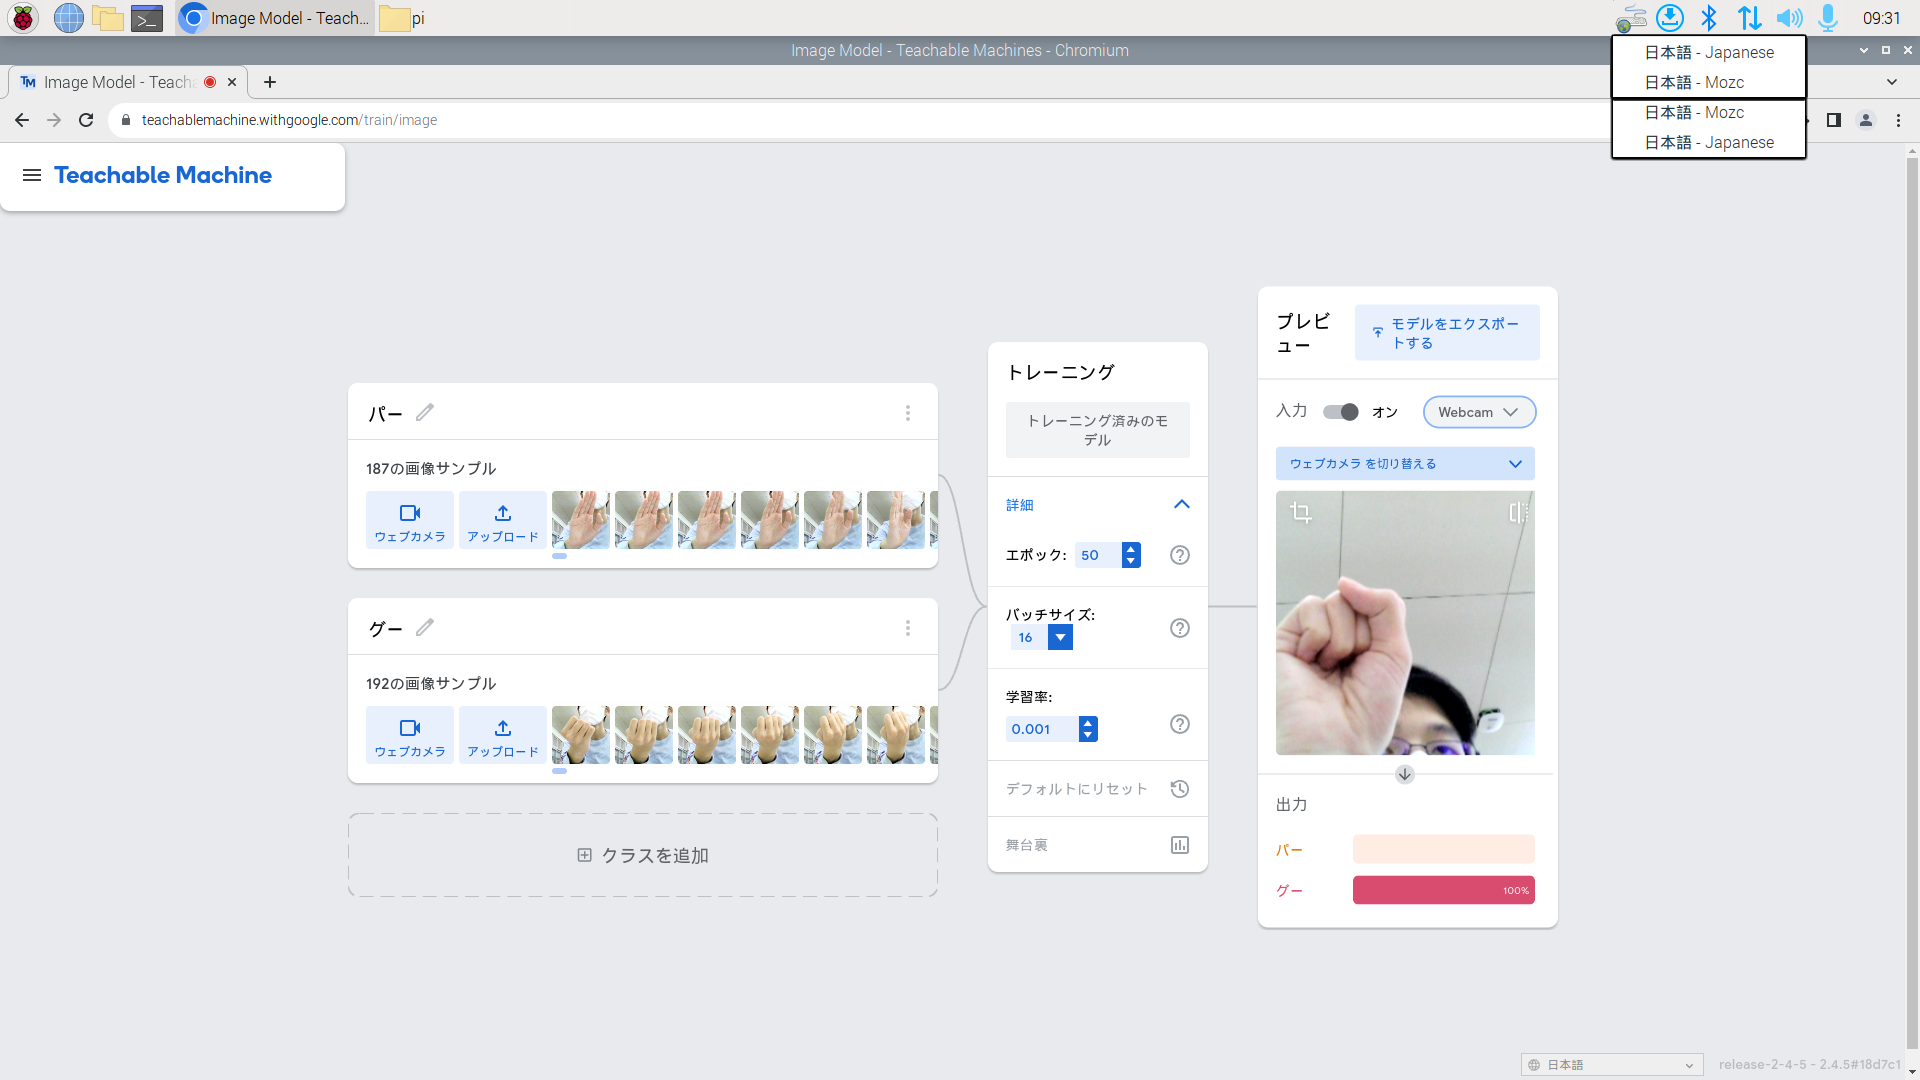 Image Model - Teach...
pi
09:31
Image Model - Teachable Machines - Chromium
日本語 - Japanese
日本語 - Mozc
日本語 - Mozc
日本語 - Japanese
TM Image Model - Teach
teachablemachine.withgoogle.com/train/image
Teachable Machine
パー
187の画像サンプル
ウェブカメラ
アップロード
グー
192の画像サンプル
ウェブカメラ
アップロード
クラスを追加
トレーニング
トレーニング済みのモ
デル
詳細
エポック: 50
バッチサイズ:
16
学習率:
0.001
デフォルトにリセット
舞台裏
プレビ
ュー
モデルをエクスポー
トする
入力 オン Webcam
ウェブカメラ を切り替える
出力
パー
グー 100%
日本語
release-2-4-5 - 2.4.5#18d7c1